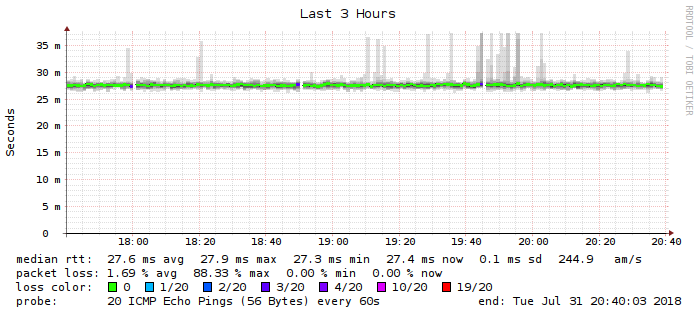 Last 3 Hours
RRDTOOL / TOBI OETIKER
Seconds
35 m
30 m
25 m
20 m
15 m
10 m
5 m
0
18:00 18:20 18:40 19:00 19:20 19:40 20:00 20:20 20:40
median rtt: 27.6 ms avg 27.9 ms max 27.3 ms min 27.4 ms now 0.1 ms sd 244.9 am/s
packet loss: 1.69 % avg 88.33 % max 0.00 % min 0.00 % now
loss color: 0 1/20 2/20 3/20 4/20 10/20 19/20
probe: 20 ICMP Echo Pings (56 Bytes) every 60s end: Tue Jul 31 20:40:03 2018